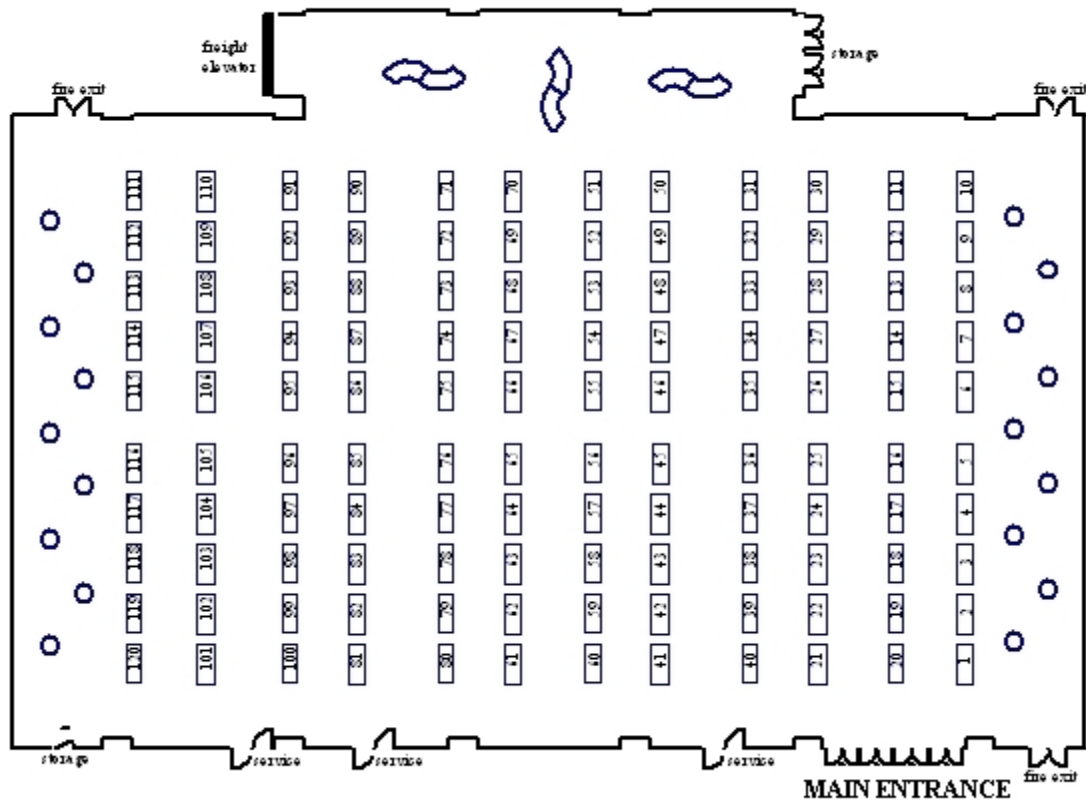 freight
elevator
storage
fire exit
fire exit
111 110 91 90 71 70 51 50 31 30 11 10
112 109 92 89 72 69 52 49 32 29 12 9
113 108 93 88 73 68 53 48 33 28 13 8
114 107 94 87 74 67 54 47 34 27 14 7
115 106 95 86 75 66 55 46 35 26 15 6
116 105 96 85 76 65 56 45 36 25 16 5
117 104 97 84 77 64 57 44 37 24 17 4
118 103 98 83 78 63 58 43 38 23 18 3
119 102 99 82 79 62 59 42 39 22 19 2
120 101 100 81 80 61 60 41 40 21 20 1
storage
service
service
service
MAIN ENTRANCE
fire exit